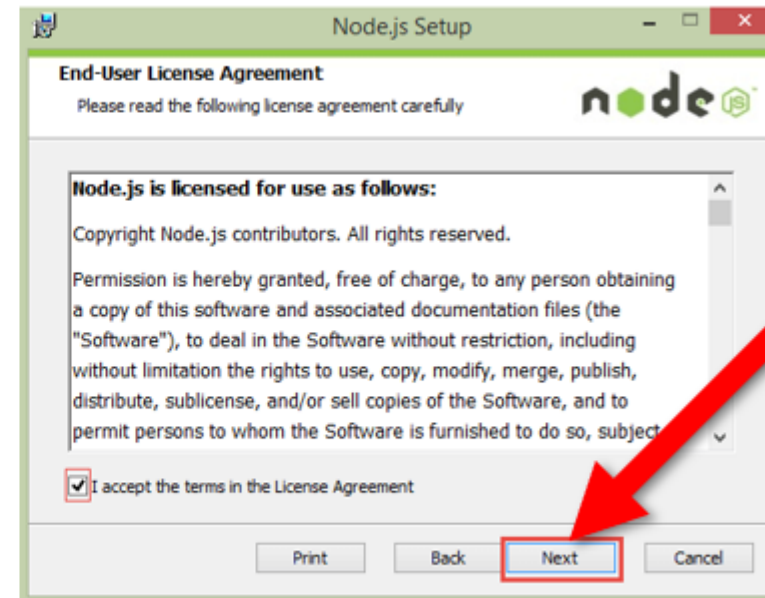 Node.js Setup
End-User License Agreement
Please read the following license agreement carefully
node JS
Node.js is licensed for use as follows:
Copyright Node.js contributors. All rights reserved.
Permission is hereby granted, free of charge, to any person obtaining
a copy of this software and associated documentation files (the
"Software"), to deal in the Software without restriction, including
without limitation the rights to use, copy, modify, merge, publish,
distribute, sublicense, and/or sell copies of the Software, and to
permit persons to whom the Software is furnished to do so, subject
I accept the terms in the License Agreement
Print Back Next Cancel